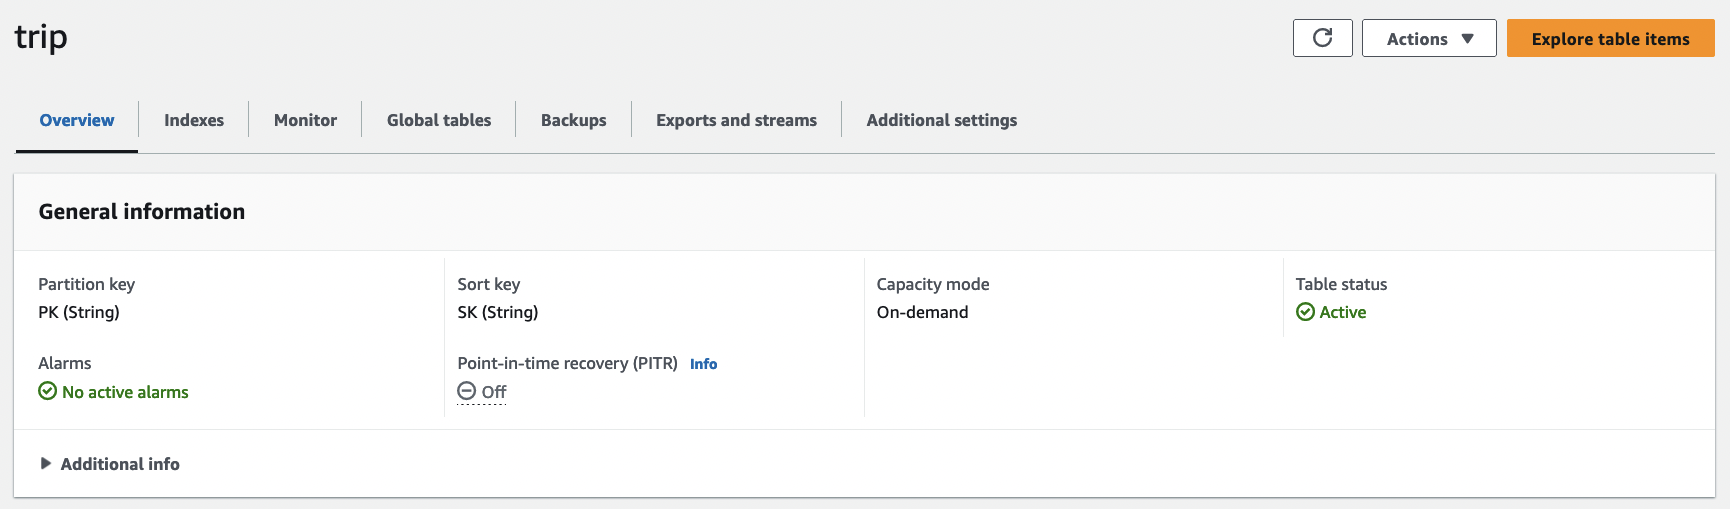 trip
Actions
Explore table items
Overview
Indexes
Monitor
Global tables
Backups
Exports and streams
Additional settings
General information
Partition key
PK (String)
Sort key
SK (String)
Capacity mode
On-demand
Table status
Active
Alarms
No active alarms
Point-in-time recovery (PITR) Info
Off
Additional info